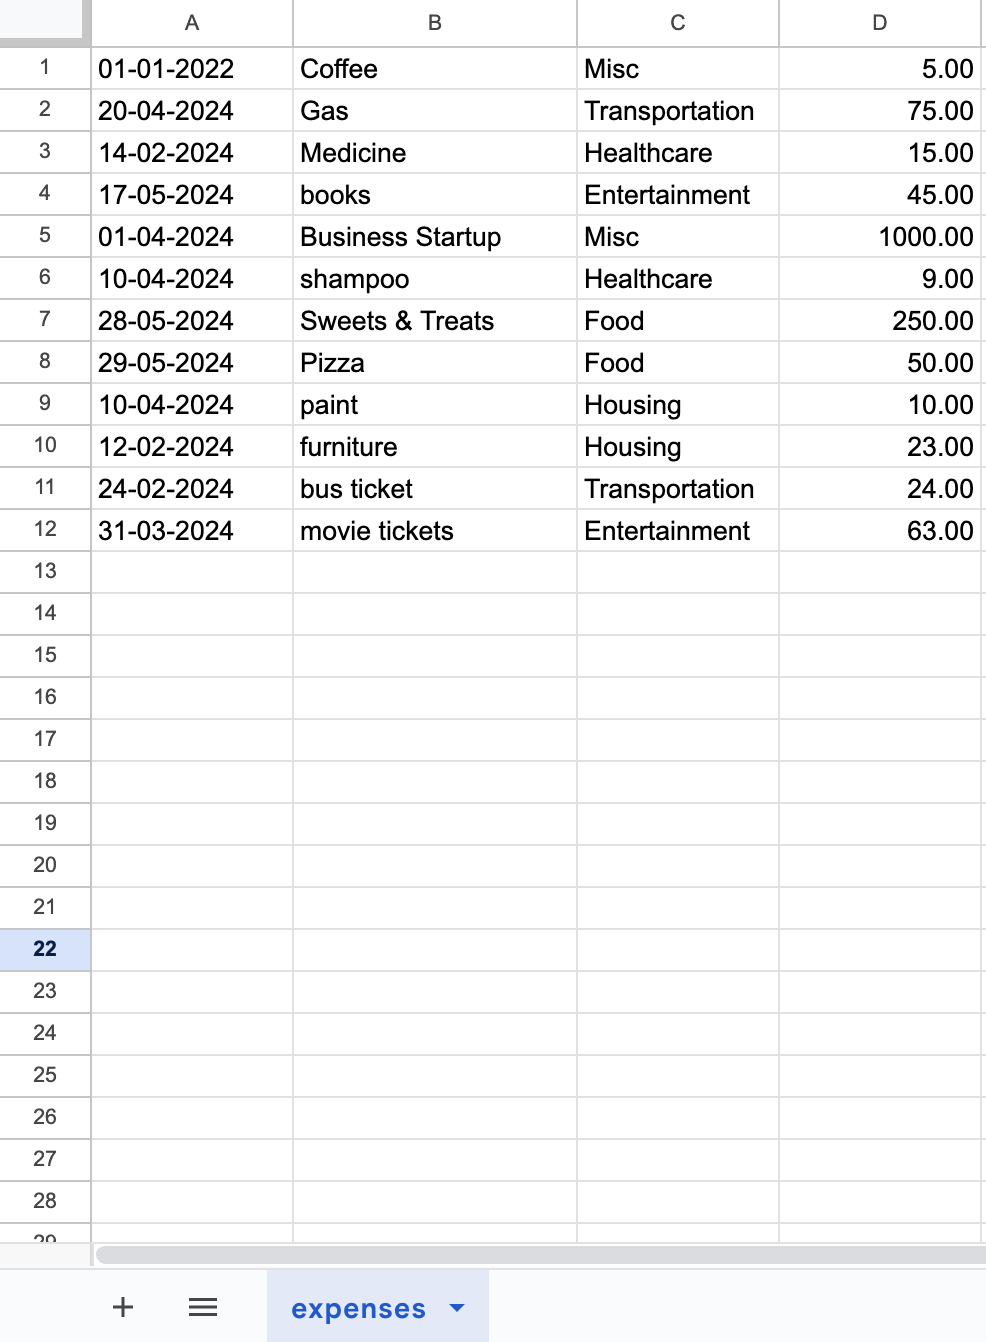 A B C D
1 01-01-2022 Coffee Misc 5.00
2 20-04-2024 Gas Transportation 75.00
3 14-02-2024 Medicine Healthcare 15.00
4 17-05-2024 books Entertainment 45.00
5 01-04-2024 Business Startup Misc 1000.00
6 10-04-2024 shampoo Healthcare 9.00
7 28-05-2024 Sweets & Treats Food 250.00
8 29-05-2024 Pizza Food 50.00
9 10-04-2024 paint Housing 10.00
10 12-02-2024 furniture Housing 23.00
11 24-02-2024 bus ticket Transportation 24.00
12 31-03-2024 movie tickets Entertainment 63.00
13
14
15
16
17
18
19
20
21
22
23
24
25
26
27
28
29
expenses